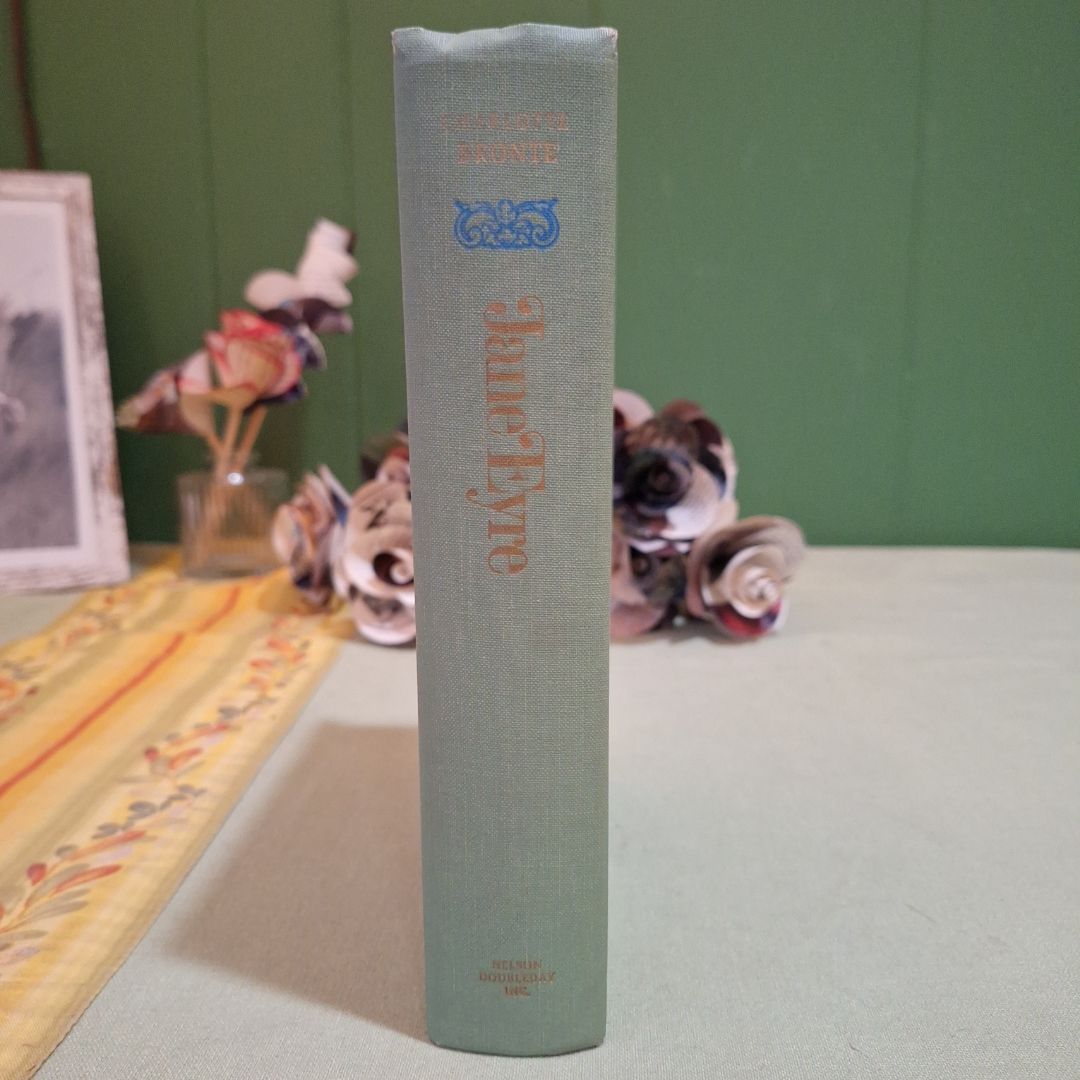 CHARLOTTE
BRONTE
Jane Eyre
NELSON
DOUBLEDAY
INC.